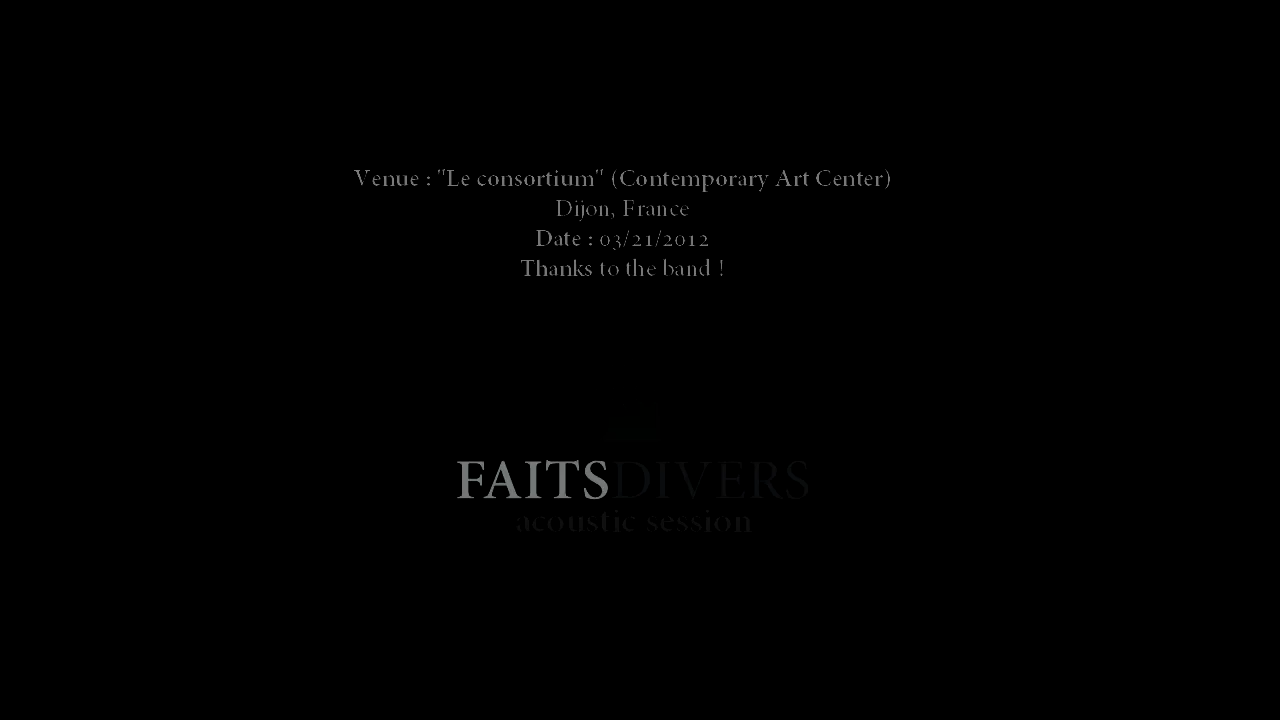 Venue : "Le consortium" (Contemporary Art Center)
Dijon, France
Date : 03/21/2012
Thanks to the band !
FAITSDIVERS
acoustic session